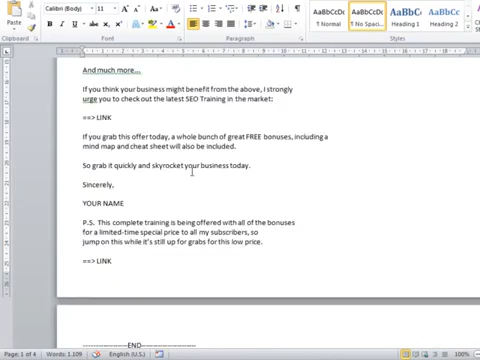 Paste
Calibri (Body)
11
Clipboard
Font
Paragraph
AaBbCcDc
AaBbCcDc
AaBbCc
AaBbCc
¶ Normal
¶ No Spaci...
Heading 1
Heading 2
Styles
And much more...
If you think your business might benefit from the above, I strongly
urge you to check out the latest SEO Training in the market:
==> LINK
If you grab this offer today, a whole bunch of great FREE bonuses, including a
mind map and cheat sheet will also be included.
So grab it quickly and skyrocket your business today.
Sincerely,
YOUR NAME
P.S. This complete training is being offered with all of the bonuses
for a limited-time special price to all my subscribers, so
jump on this while it's still up for grabs for this low price.
==> LINK
--------------------END-------------------------
Page: 1 of 4
Words: 1.109
English (U.S.)
100%